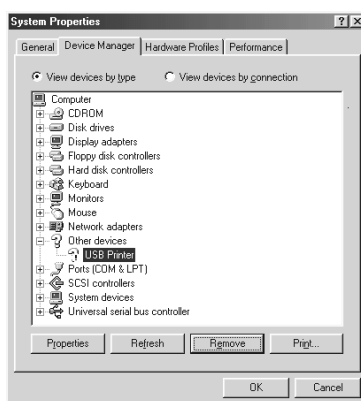 System Properties
General Device Manager Hardware Profiles Performance
View devices by type View devices by connection
Computer
CDROM
Disk drives
Display adapters
Floppy disk controllers
Hard disk controllers
Keyboard
Monitors
Mouse
Network adapters
Other devices
USB Printer
Ports (COM & LPT)
SCSI controllers
System devices
Universal serial bus controller
Properties Refresh Remove Print...
OK Cancel